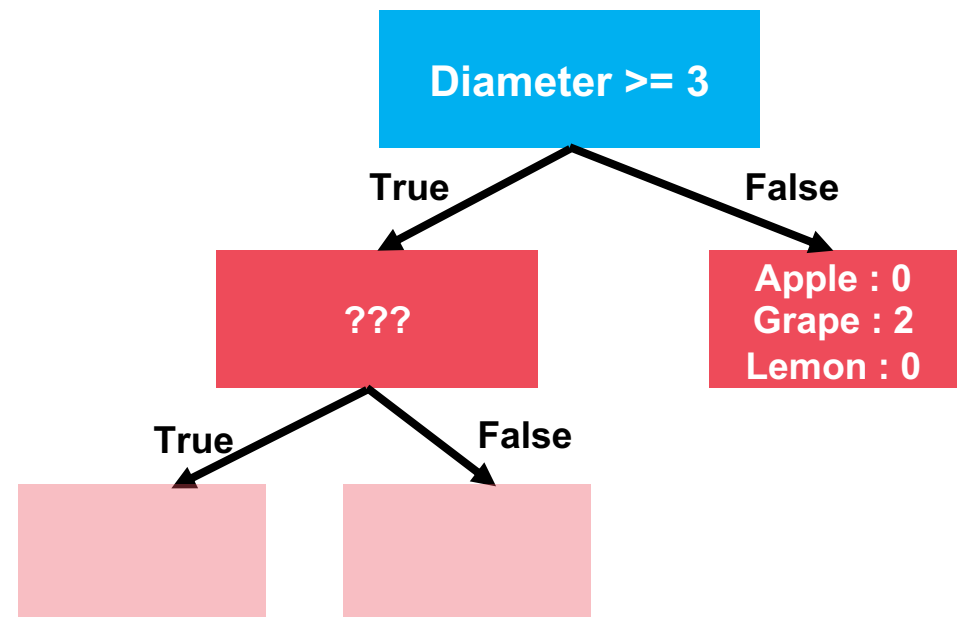 Diameter >= 3
True
False
???
Apple : 0
Grape : 2
Lemon : 0
True
False